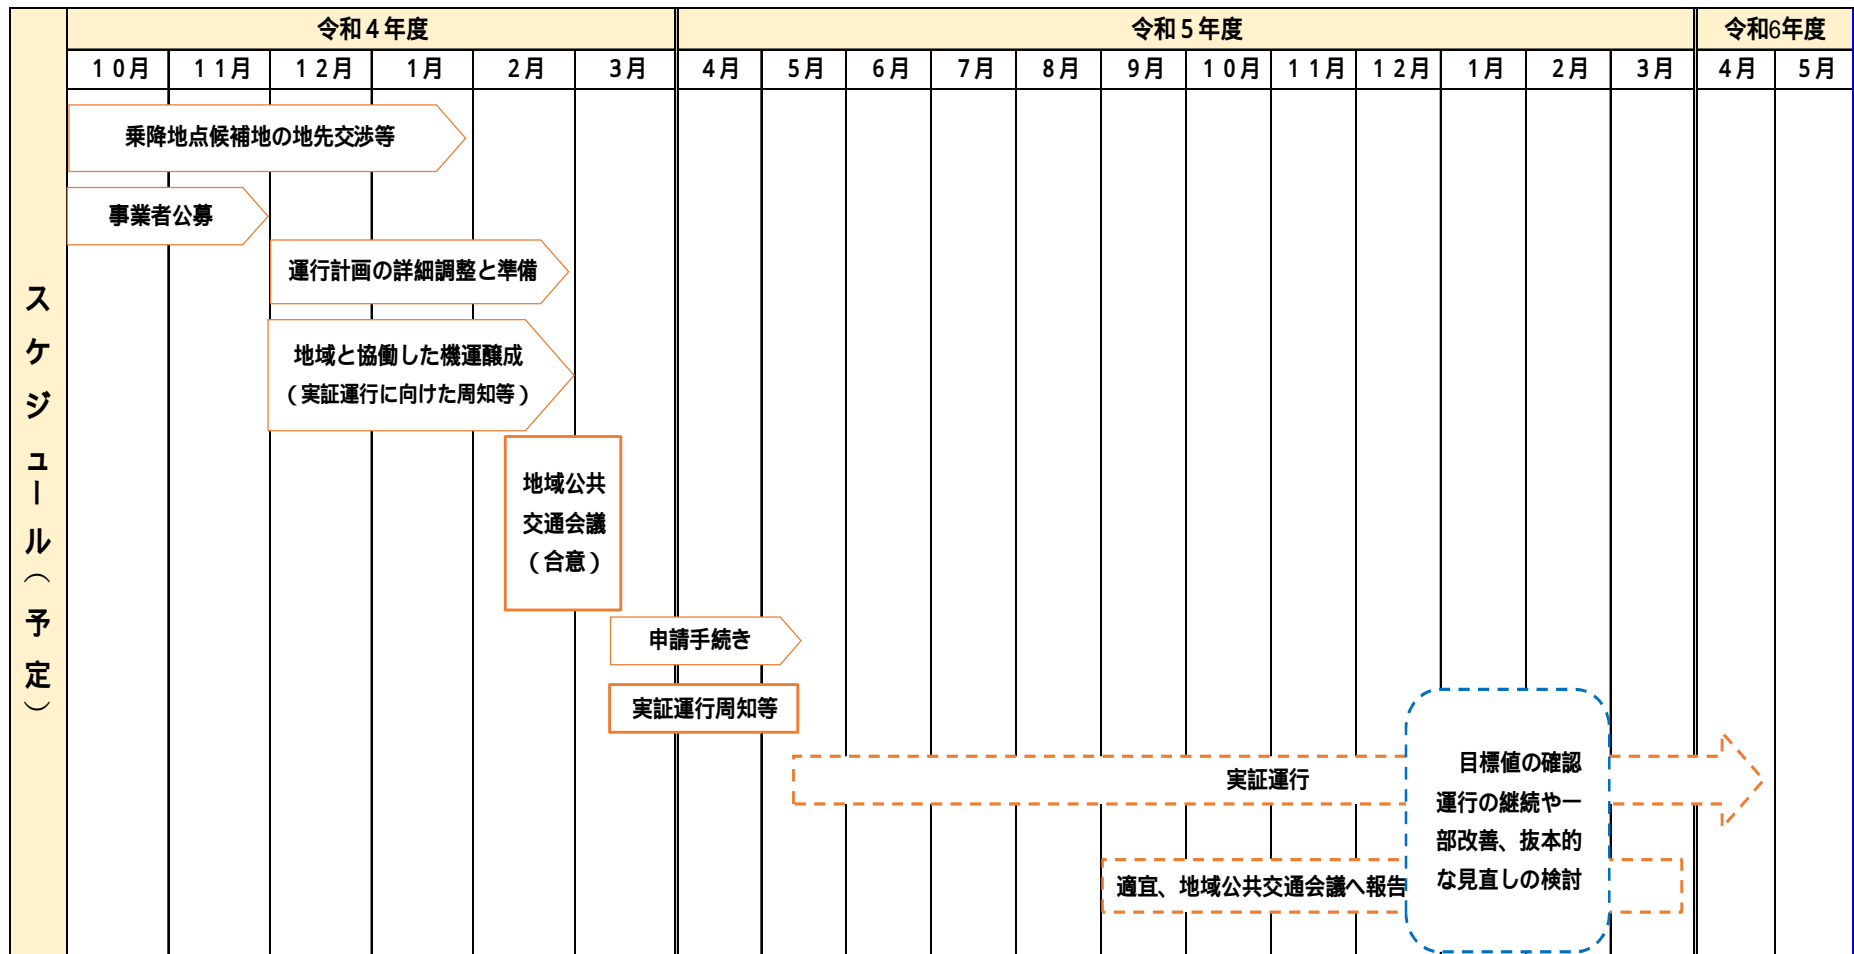 スケジュール（予定）
令和４年度
令和５年度
令和6年度
１０月
１１月
１２月
１月
２月
３月
４月
５月
６月
７月
８月
９月
１０月
１１月
１２月
１月
２月
３月
４月
５月
乗降地点候補地の地先交渉等
事業者公募
運行計画の詳細調整と準備
地域と協働した機運醸成
（実証運行に向けた周知等）
地域公共
交通会議
（合意）
申請手続き
実証運行周知等
実証運行
適宜、地域公共交通会議へ報告
目標値の確認
運行の継続や一
部改善、抜本的
な見直しの検討